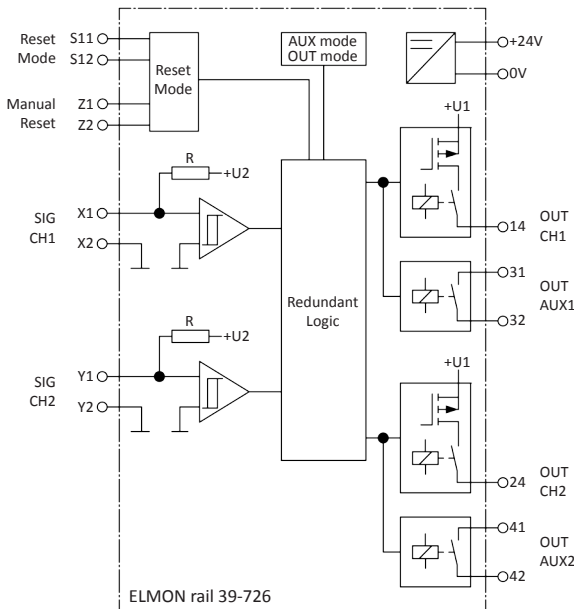 Reset S11
Mode S12
Manual Z1
Reset Z2
Reset
Mode
AUX mode
OUT mode
+24V
0V
+U1
R
+U2
SIG X1
CH1 X2
14 OUT
CH1
31 OUT
32 AUX1
Redundant
Logic
R
+U2
SIG Y1
CH2 Y2
+U1
24 OUT
CH2
41 OUT
42 AUX2
ELMON rail 39-726